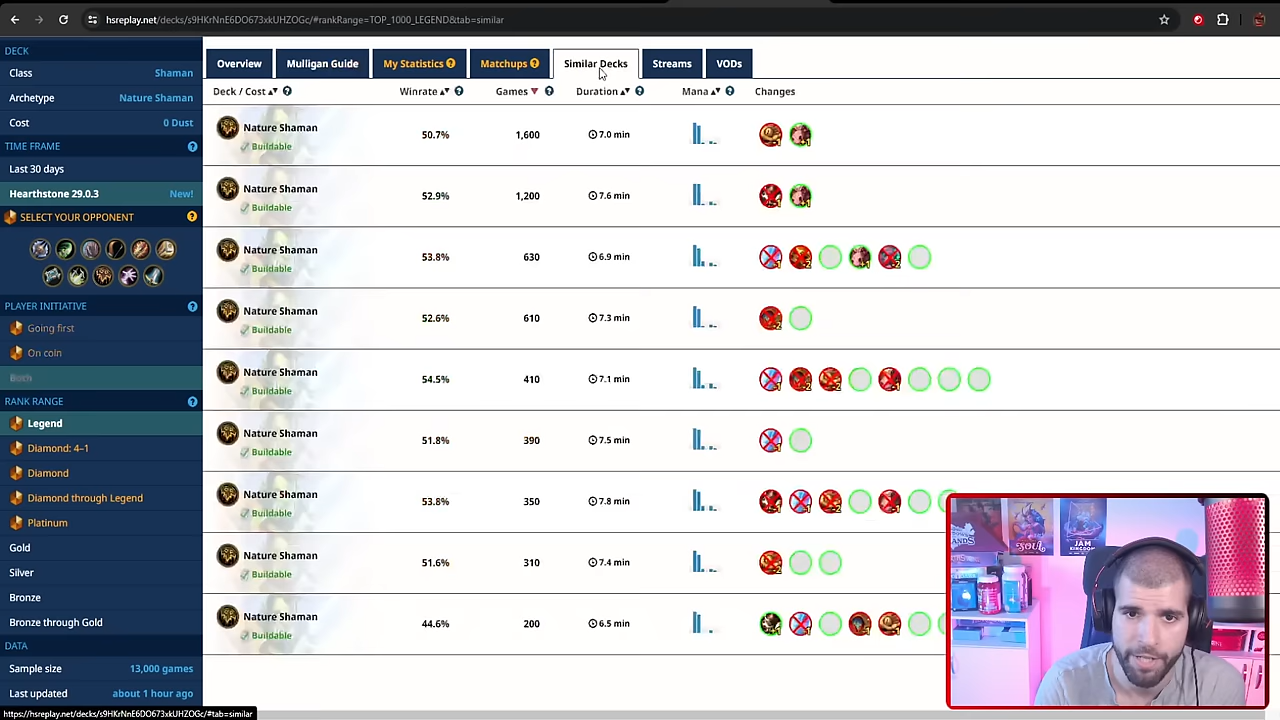 hsreplay.net/decks/s9HKrNnE6DO673xkUHZOGc/#rankRange=TOP_1000_LEGEND&tab=similar
DECK
Class Shaman
Archetype Nature Shaman
Cost 0 Dust
TIME FRAME
Last 30 days
Hearthstone 29.0.3 New!
SELECT YOUR OPPONENT
PLAYER INITIATIVE
Going first
On coin
Both
RANK RANGE
Legend
Diamond: 4–1
Diamond
Diamond through Legend
Platinum
Gold
Silver
Bronze
Bronze through Gold
DATA
Sample size 13,000 games
Last updated about 1 hour ago
https://hsreplay.net/decks/s9HKrNnE6DO673xkUHZOGc/#tab=similar
Overview Mulligan Guide My Statistics Matchups Similar Decks Streams VODs
Deck / Cost Winrate Games Duration Mana Changes
Nature Shaman 50.7% 1,600 7.0 min
Buildable
Nature Shaman 52.9% 1,200 7.6 min
Buildable
Nature Shaman 53.8% 630 6.9 min
Buildable
Nature Shaman 52.6% 610 7.3 min
Buildable
Nature Shaman 54.5% 410 7.1 min
Buildable
Nature Shaman 51.8% 390 7.5 min
Buildable
Nature Shaman 53.8% 350 7.8 min
Buildable
Nature Shaman 51.6% 310 7.4 min
Buildable
Nature Shaman 44.6% 200 6.5 min
Buildable
SOUL
JAM
KINGDOM